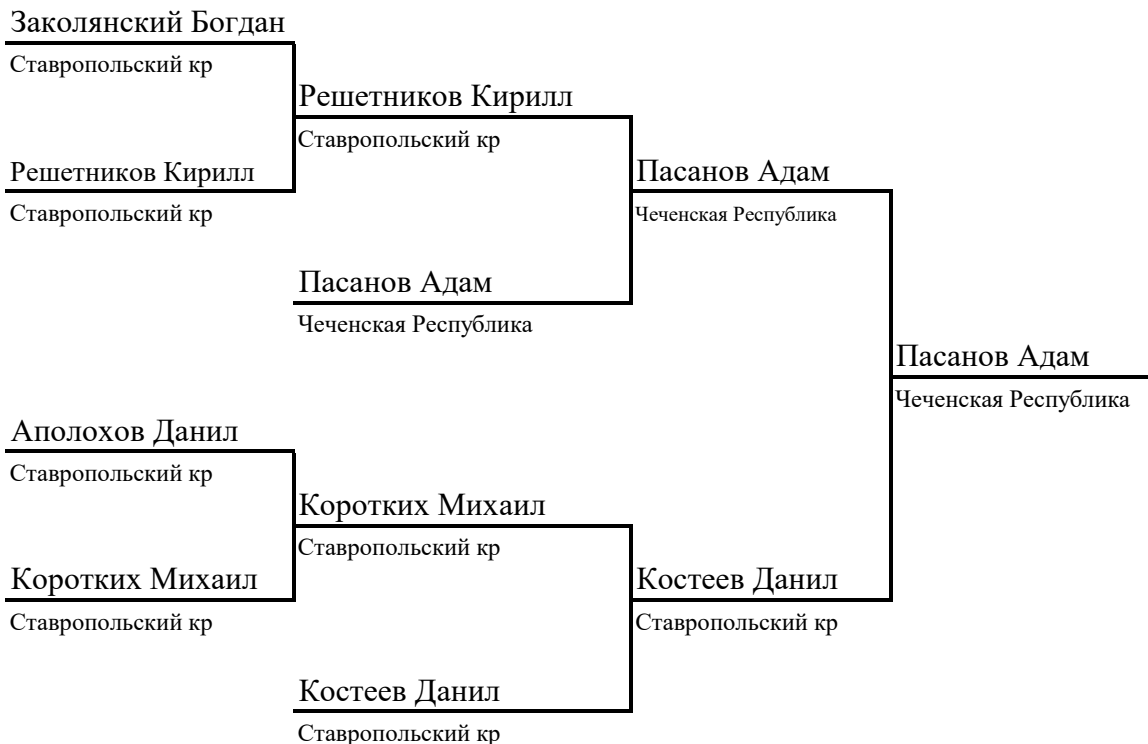 Заколянский Богдан
Ставропольский кр
Решетников Кирилл
Ставропольский кр
Решетников Кирилл
Ставропольский кр
Пасанов Адам
Чеченская Республика
Пасанов Адам
Чеченская Республика
Пасанов Адам
Чеченская Республика
Аполохов Данил
Ставропольский кр
Коротких Михаил
Ставропольский кр
Коротких Михаил
Ставропольский кр
Костеев Данил
Ставропольский кр
Костеев Данил
Ставропольский кр